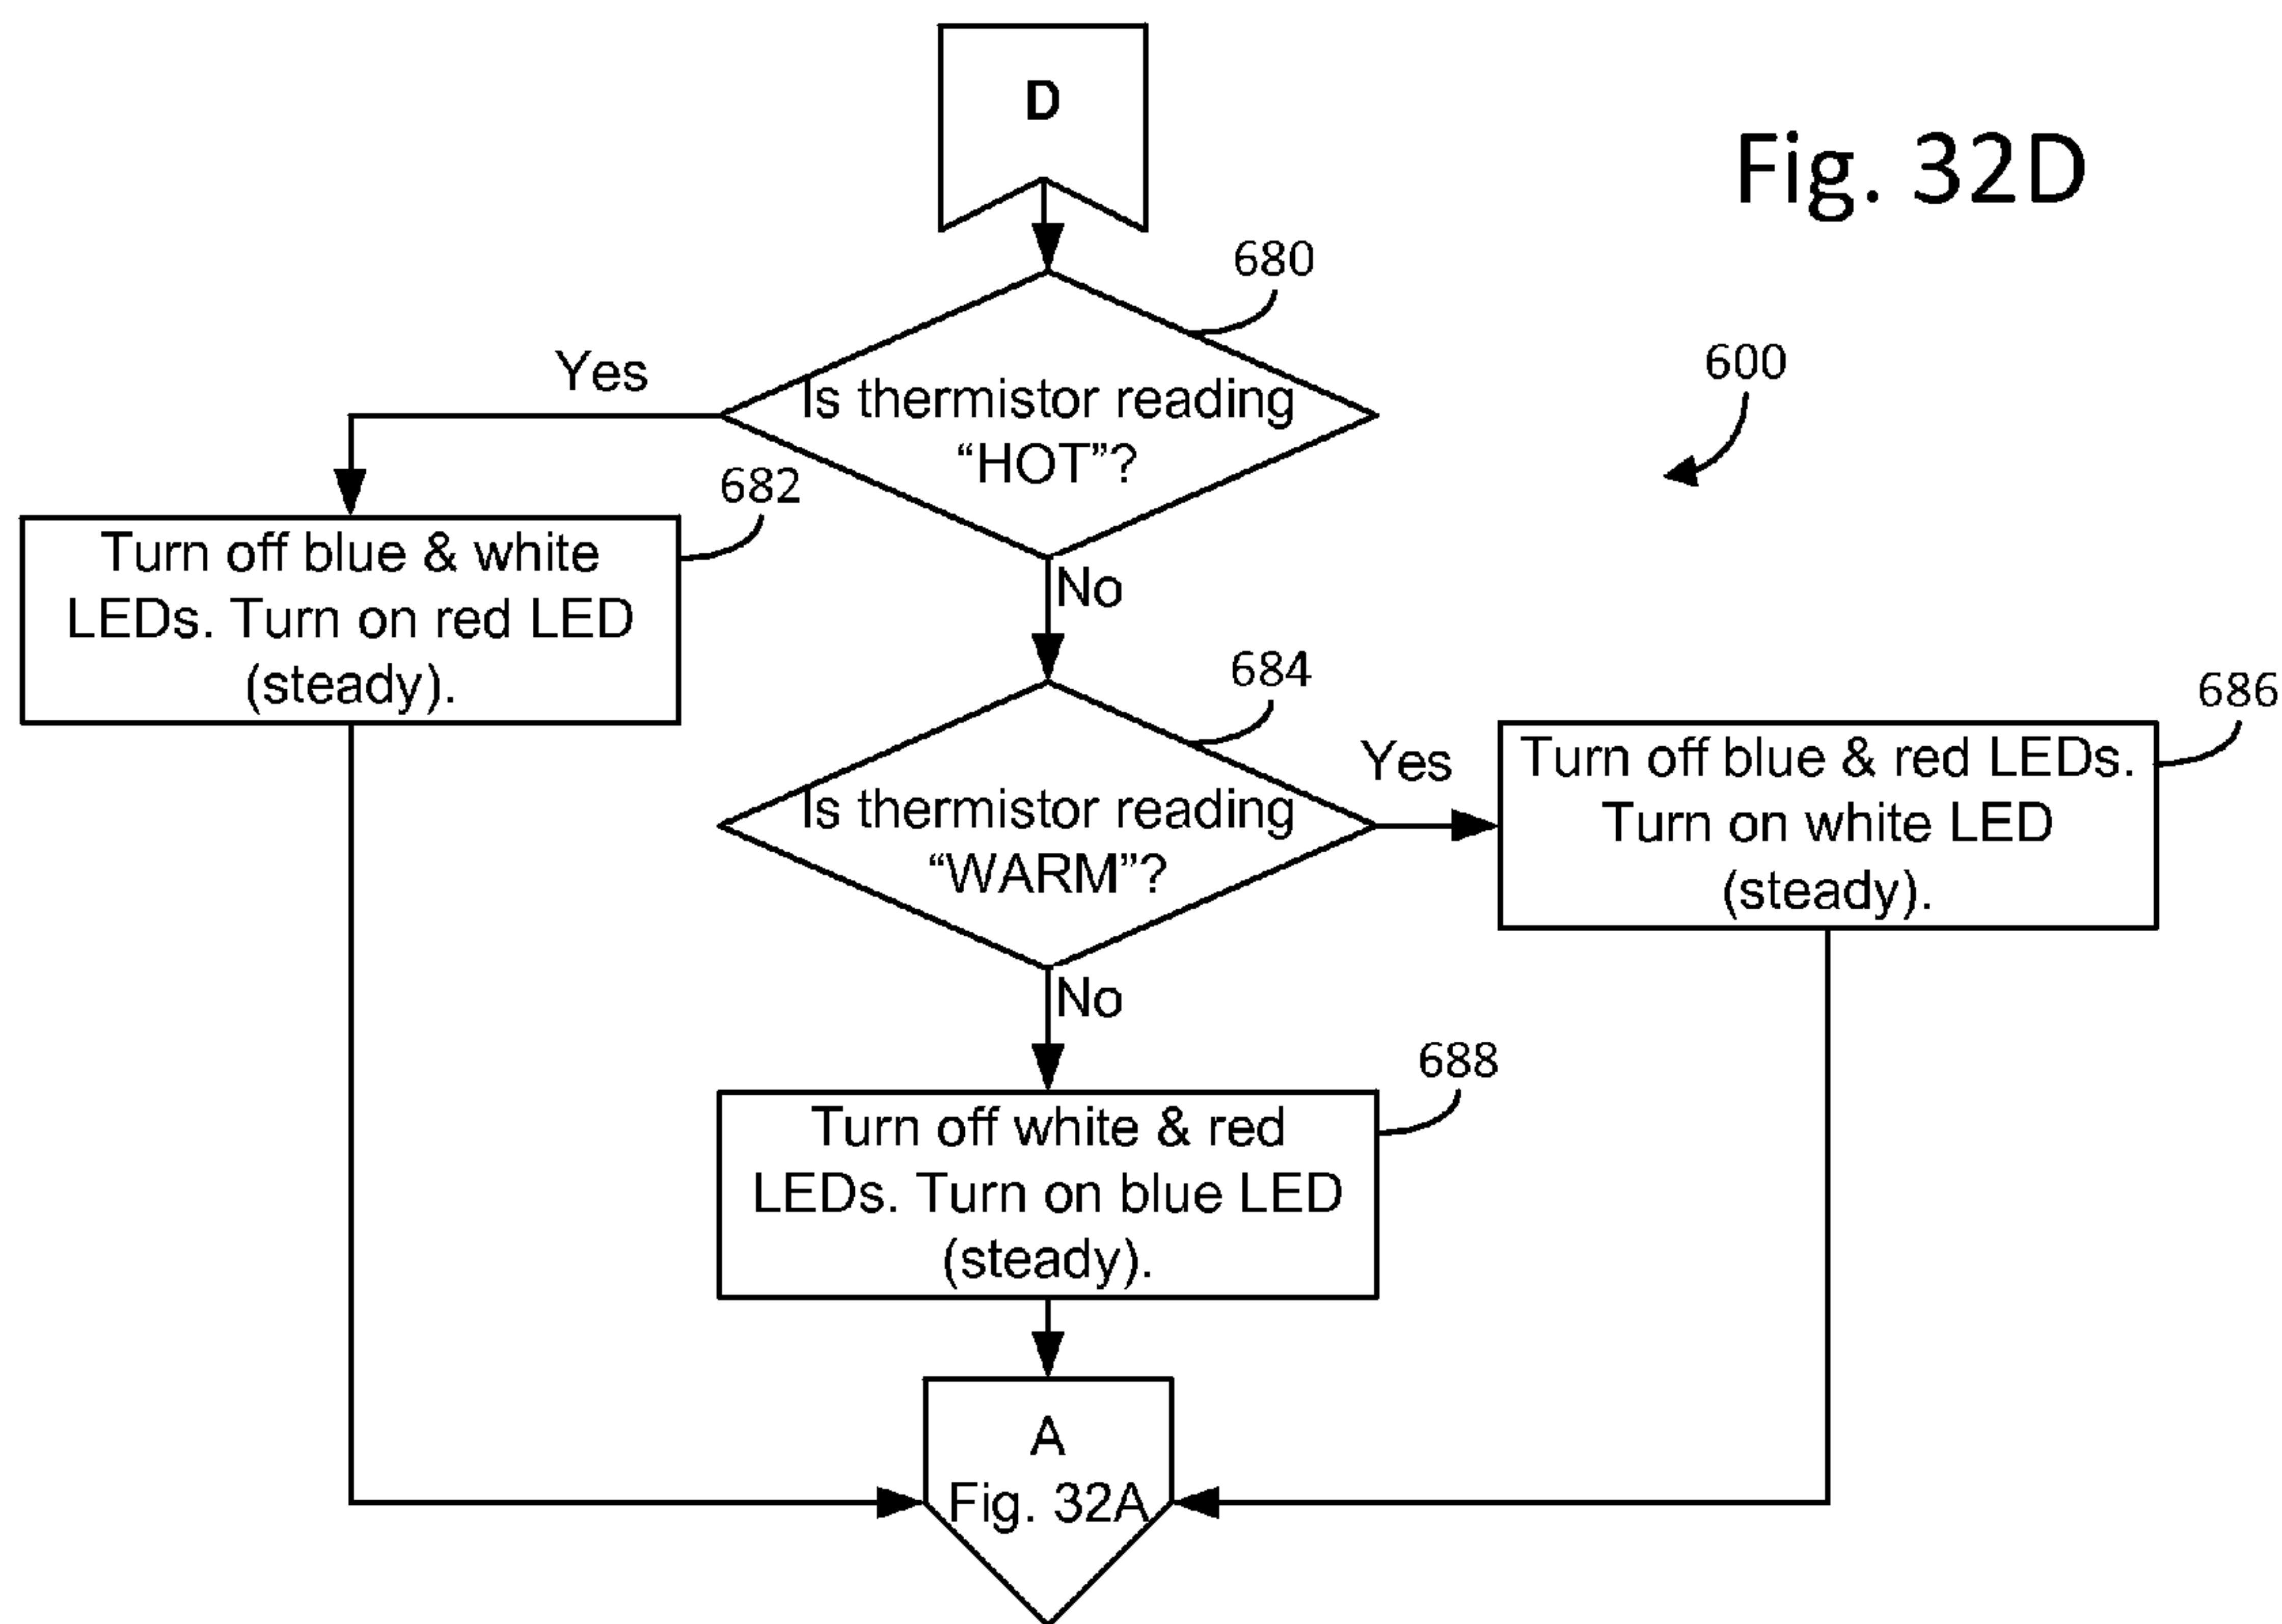 D
Fig. 32D
680
600
Yes
Is thermistor reading
“HOT”?
682
Turn off blue & white
LEDs. Turn on red LED
(steady).
No
684
686
Yes
Is thermistor reading
“WARM”?
Turn off blue & red LEDs.
Turn on white LED
(steady).
No
688
Turn off white & red
LEDs. Turn on blue LED
(steady).
A
Fig. 32A